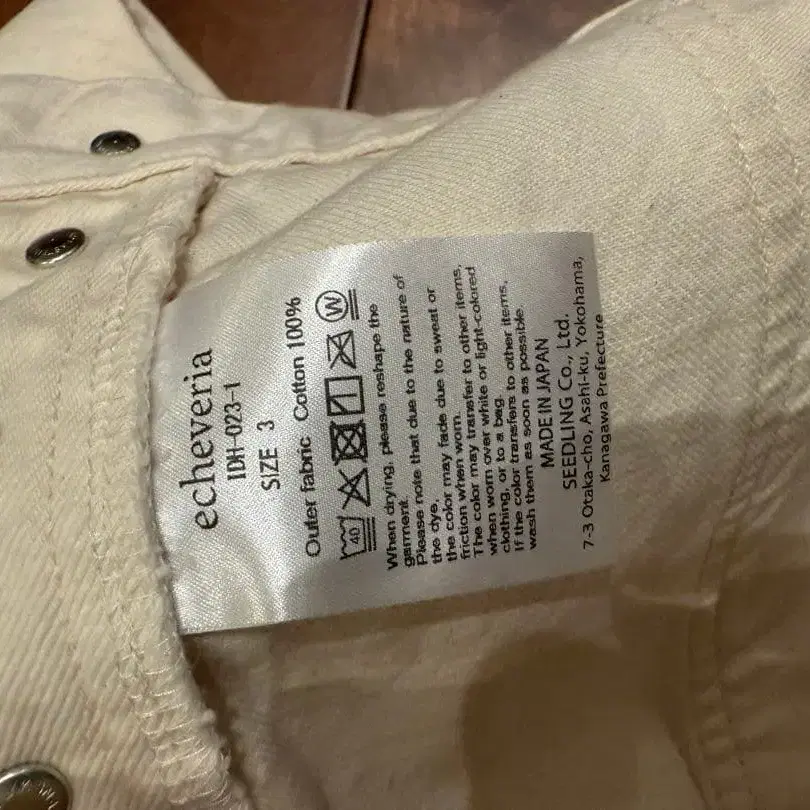 echeveria
IDH-023-1
SIZE 3
Outer fabric Cotton 100%
40
W
When drying, please reshape the
garment.
Please note that due to the nature of
the dye,
the color may fade due to sweat or
friction when worn.
The color may transfer to other items,
when worn over white or light-colored
clothing, or to a bag.
If the color transfers to other items,
wash them as soon as possible.
MADE IN JAPAN
SEEDLING Co., Ltd.
7-3 Otaka-cho, Asahi-ku, Yokohama,
Kanagawa Prefecture